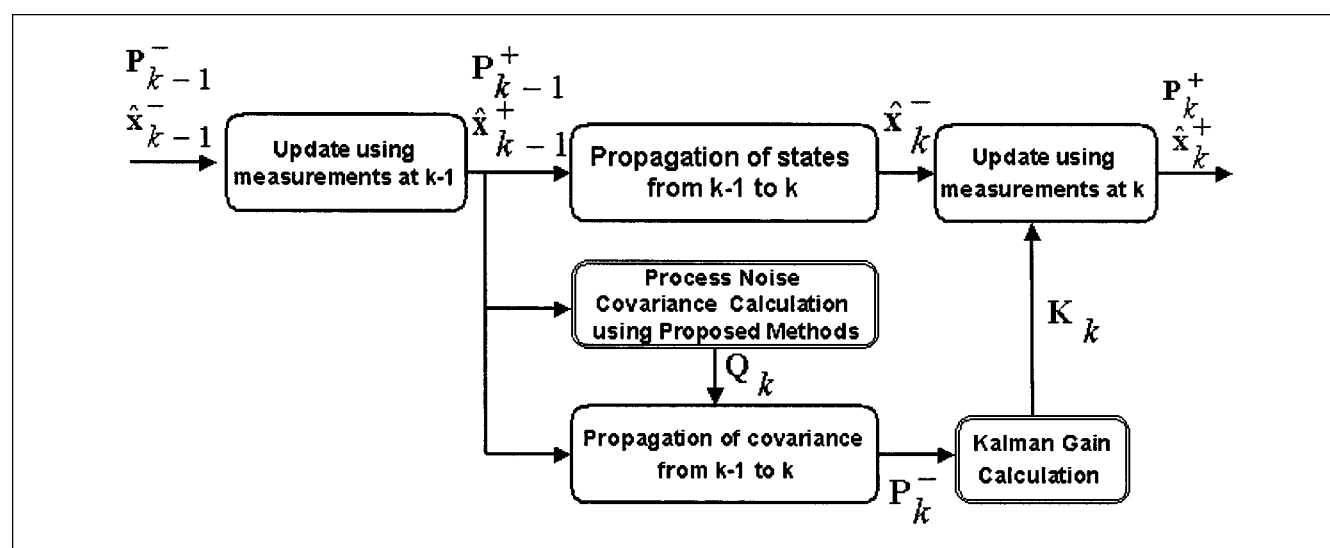 P⁻ₖ₋₁
x̂⁻ₖ₋₁
Update using
measurements at k-1
P⁺ₖ₋₁
x̂⁺ₖ₋₁
Propagation of states
from k-1 to k
x̂⁻ₖ
Update using
measurements at k
P⁺ₖ
x̂⁺ₖ
Process Noise
Covariance Calculation
using Proposed Methods
Qₖ
Kₖ
Propagation of covariance
from k-1 to k
P⁻ₖ
Kalman Gain
Calculation